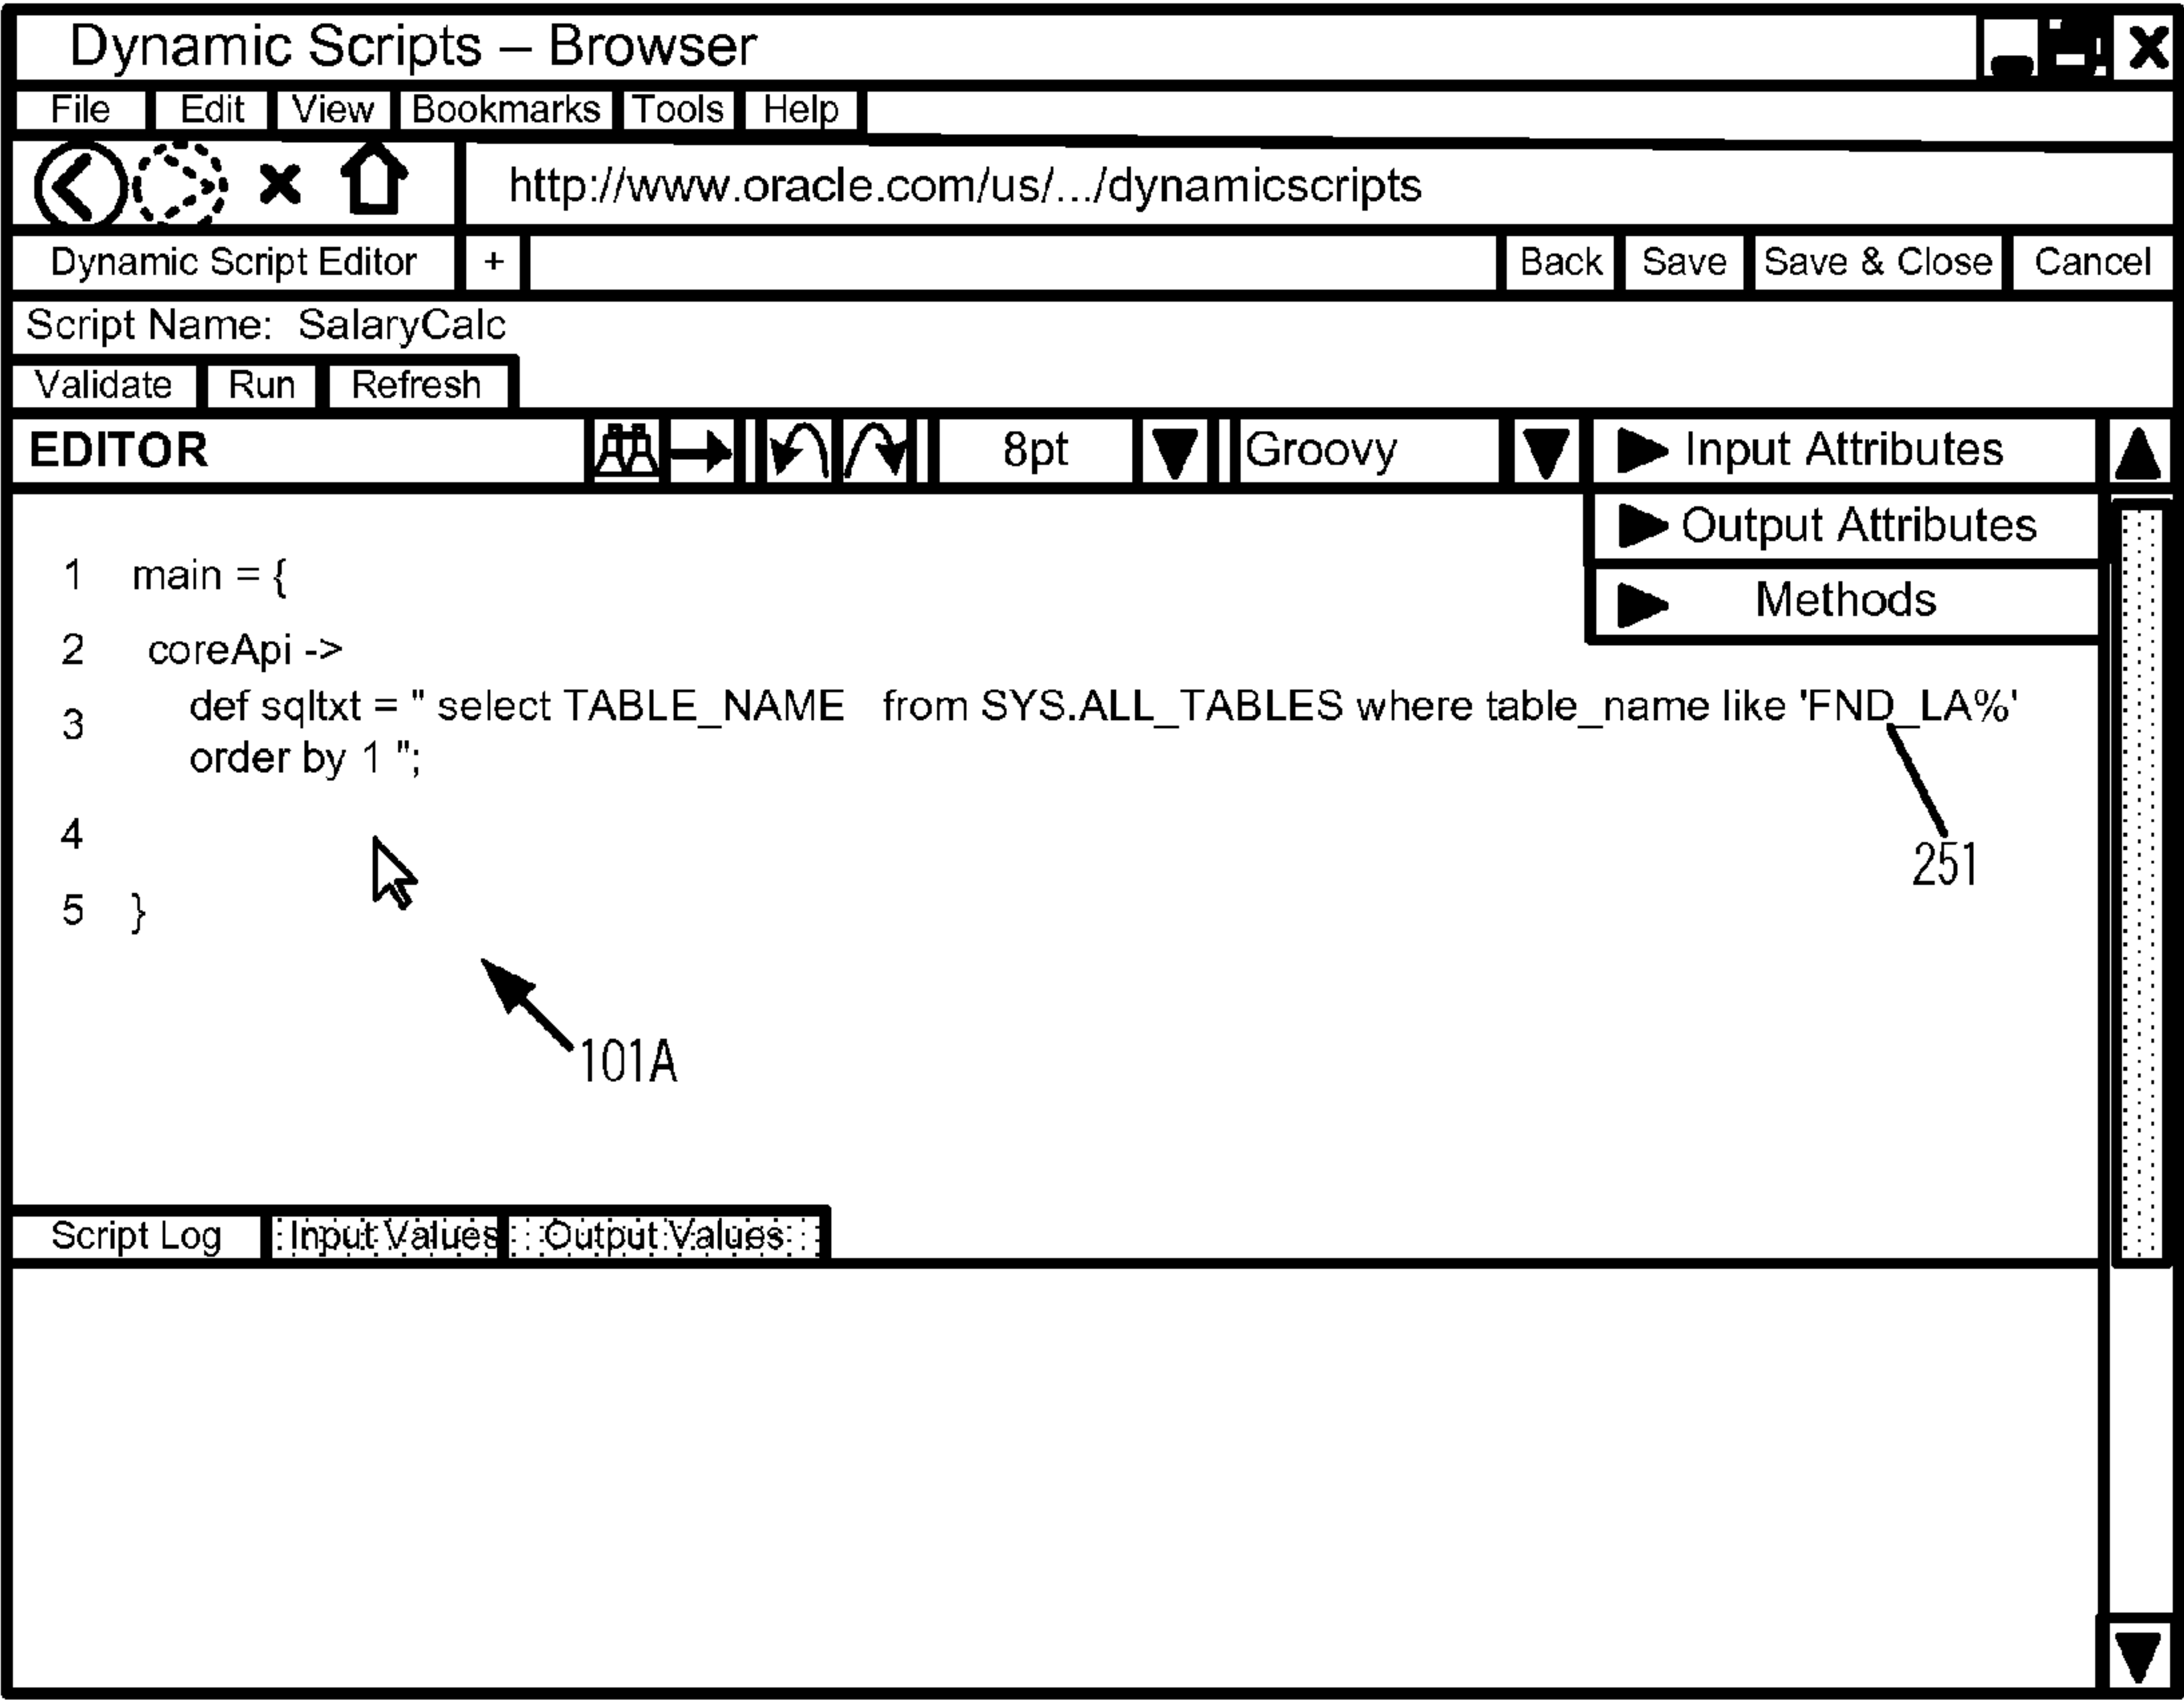 Dynamic Scripts – Browser
File Edit View Bookmarks Tools Help
http://www.oracle.com/us/.../dynamicscripts
Dynamic Script Editor + Back Save Save & Close Cancel
Script Name: SalaryCalc
Validate Run Refresh
EDITOR 8pt Groovy Input Attributes
Output Attributes
Methods
1 main = {
2 coreApi ->
3 def sqltxt = " select TABLE_NAME from SYS.ALL_TABLES where table_name like 'FND_LA%'
order by 1 ";
4
251
5 }
101A
Script Log Input Values Output Values